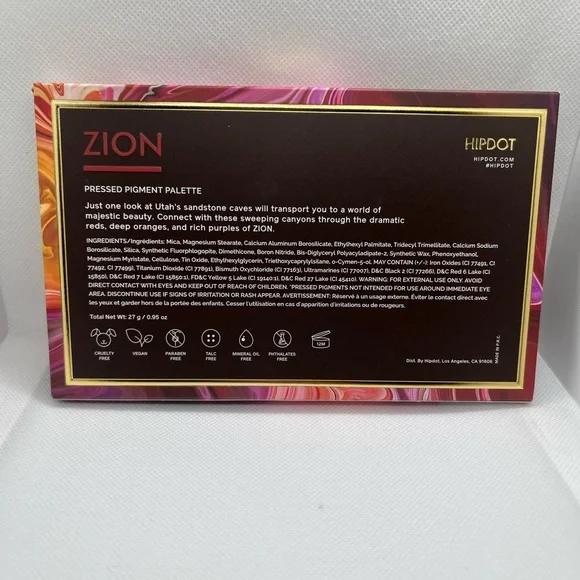 ZION
HIPDOT
HIPDOT.COM
#HIPDOT
PRESSED PIGMENT PALETTE
Just one look at Utah's sandstone caves will transport you to a world of
majestic beauty. Connect with these sweeping canyons through the dramatic
reds, deep oranges, and rich purples of ZION.
INGREDIENTS/Ingrédients: Mica, Magnesium Stearate, Calcium Aluminum Borosilicate, Ethylhexyl Palmitate, Tridecyl Trimellitate, Calcium Sodium
Borosilicate, Silica, Synthetic Fluorphlogopite, Dimethicone, Boron Nitride, Bis-Diglyceryl Polyacyladipate-2, Synthetic Wax, Phenoxyethanol,
Magnesium Myristate, Cellulose, Tin Oxide, Ethylhexylglycerin, Triethoxycaprylylsilane, o-Cymen-5-ol. MAY CONTAIN (+/-): Iron Oxides (CI 77491, CI
77492, CI 77499), Titanium Dioxide (CI 77891), Bismuth Oxychloride (CI 77163), Ultramarines (CI 77007), D&C Black 2 (CI 77266), D&C Red 6 Lake (CI
15850), D&C Red 7 Lake (CI 15850:1), FD&C Yellow 5 Lake (CI 19140:1), D&C Red 27 Lake (CI 45410). WARNING: FOR EXTERNAL USE ONLY. AVOID
DIRECT CONTACT WITH EYES AND KEEP OUT OF REACH OF CHILDREN. *PRESSED PIGMENTS NOT INTENDED FOR USE AROUND IMMEDIATE EYE
AREA. DISCONTINUE USE IF SIGNS OF IRRITATION OR RASH APPEAR. AVERTISSEMENT: Réservé à un usage externe. Éviter le contact direct avec
les yeux et garder hors de la portée des enfants. Cesser l'utilisation en cas d'apparition d'irritations ou de rougeurs.
Total Net Wt: 27 g / 0.95 oz
CRUELTY
FREE
VEGAN
PARABEN
FREE
TALC
FREE
MINERAL OIL
FREE
PHTHALATES
FREE
12M
Dist. By Hipdot, Los Angeles, CA 91606
MADE IN P.R.C.